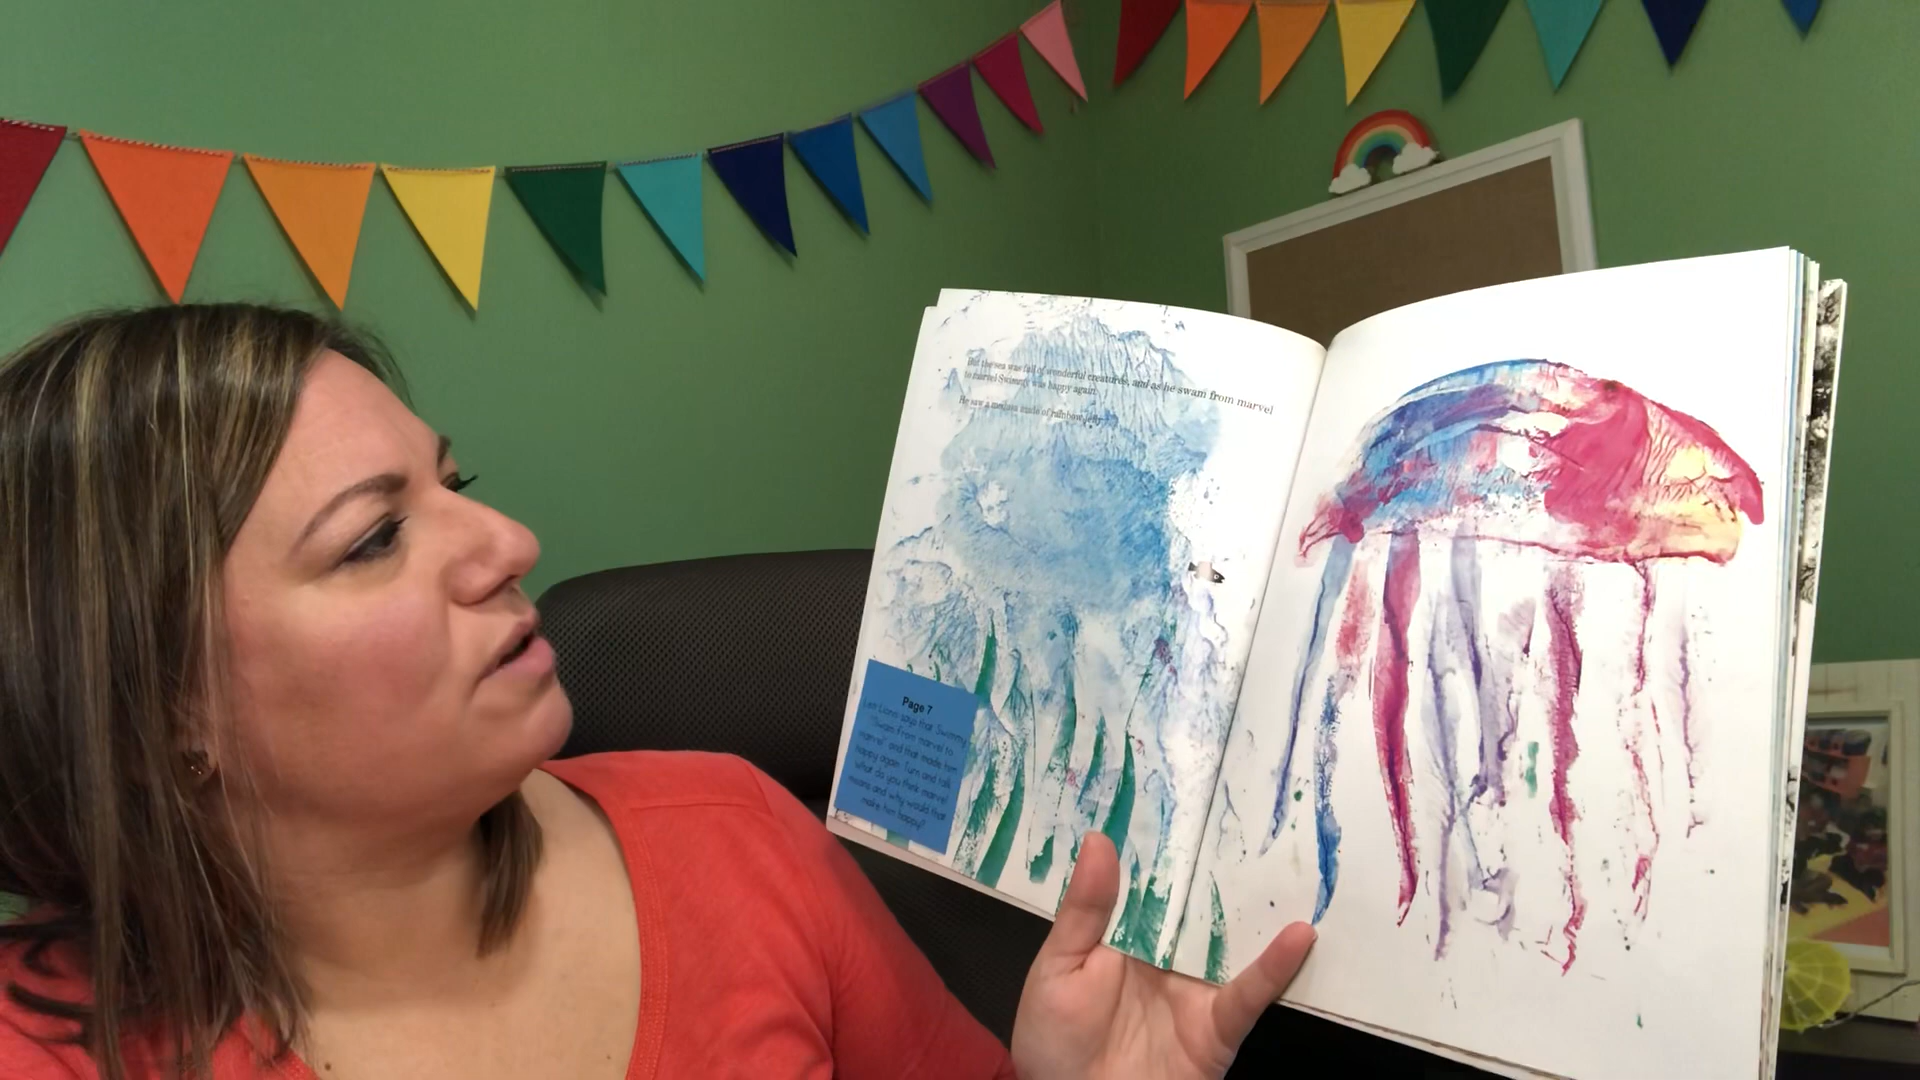 But the sea was full of wonderful creatures, and as he swam from marvel
to marvel Swimmy was happy again.
He saw a medusa made of rainbow jelly...
Page 7
Leo Lionni says that Swimmy
"Swam from marvel to
marvel" and that made him
happy again. Turn and talk
what do you think marvel
means and why would that
make him happy?